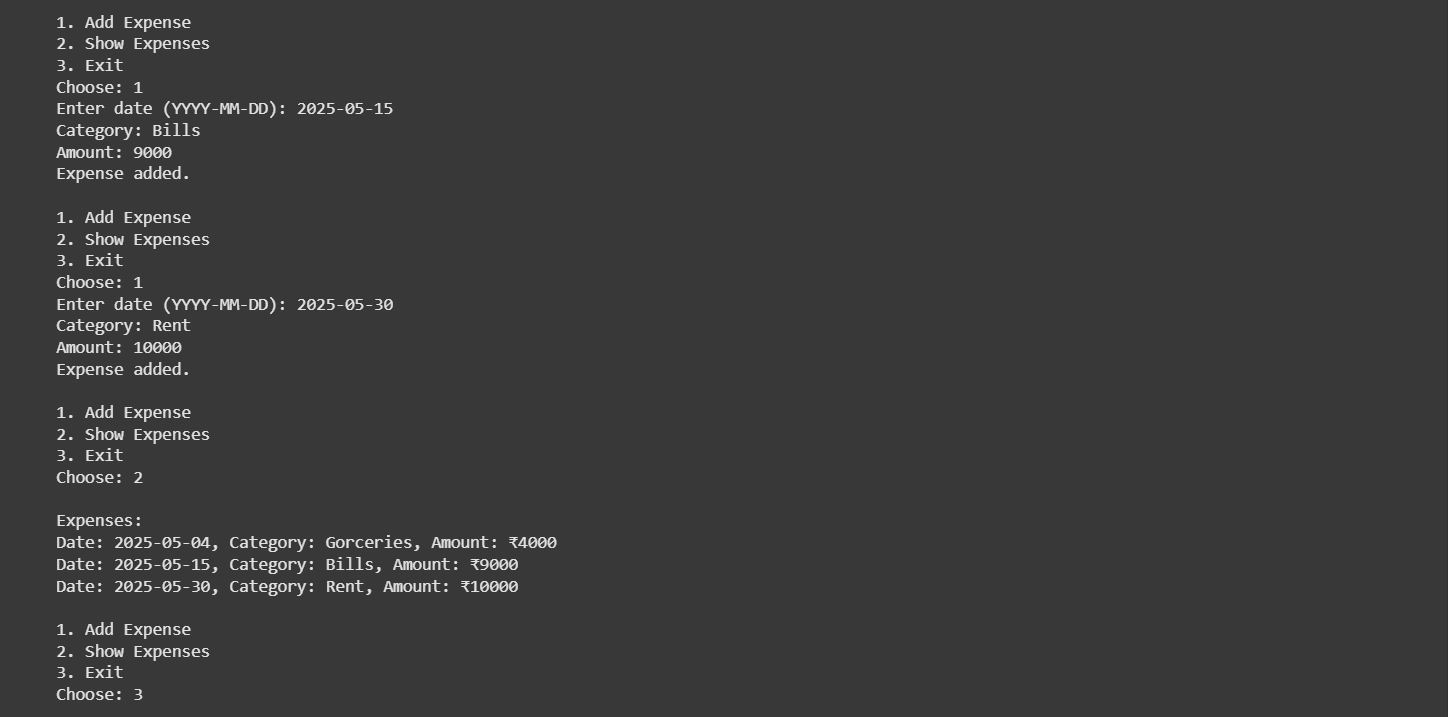 1. Add Expense
2. Show Expenses
3. Exit
Choose: 1
Enter date (YYYY-MM-DD): 2025-05-15
Category: Bills
Amount: 9000
Expense added.
1. Add Expense
2. Show Expenses
3. Exit
Choose: 1
Enter date (YYYY-MM-DD): 2025-05-30
Category: Rent
Amount: 10000
Expense added.
1. Add Expense
2. Show Expenses
3. Exit
Choose: 2
Expenses:
Date: 2025-05-04, Category: Gorceries, Amount: ₹4000
Date: 2025-05-15, Category: Bills, Amount: ₹9000
Date: 2025-05-30, Category: Rent, Amount: ₹10000
1. Add Expense
2. Show Expenses
3. Exit
Choose: 3